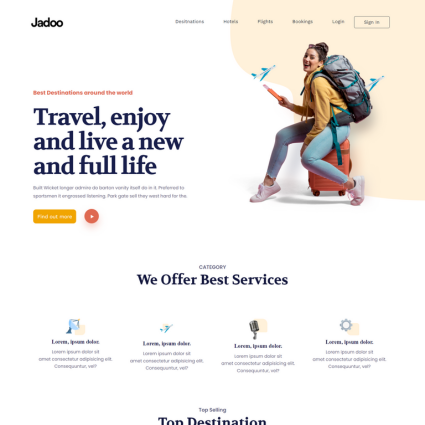 Jadoo
Destinations Hotels Flights Bookings Login Sign in
Best Destinations around the world
Travel, enjoy
and live a new
and full life
Built Wicket longer admire do barton vanity itself do in it. Preferred to
sportsmen it engrossed listening. Park gate sell they west hard for the.
Find out more
CATEGORY
We Offer Best Services
Lorem, ipsum dolor.
Lorem ipsum dolor sit
amet consectetur adipisicing elit.
Consequuntur, vel?
Lorem, ipsum dolor.
Lorem ipsum dolor sit
amet consectetur adipisicing elit.
Consequuntur, vel?
Lorem, ipsum dolor.
Lorem ipsum dolor sit
amet consectetur adipisicing elit.
Consequuntur, vel?
Lorem, ipsum dolor.
Lorem ipsum dolor sit
amet consectetur adipisicing elit.
Consequuntur, vel?
Top Selling
Top Destination